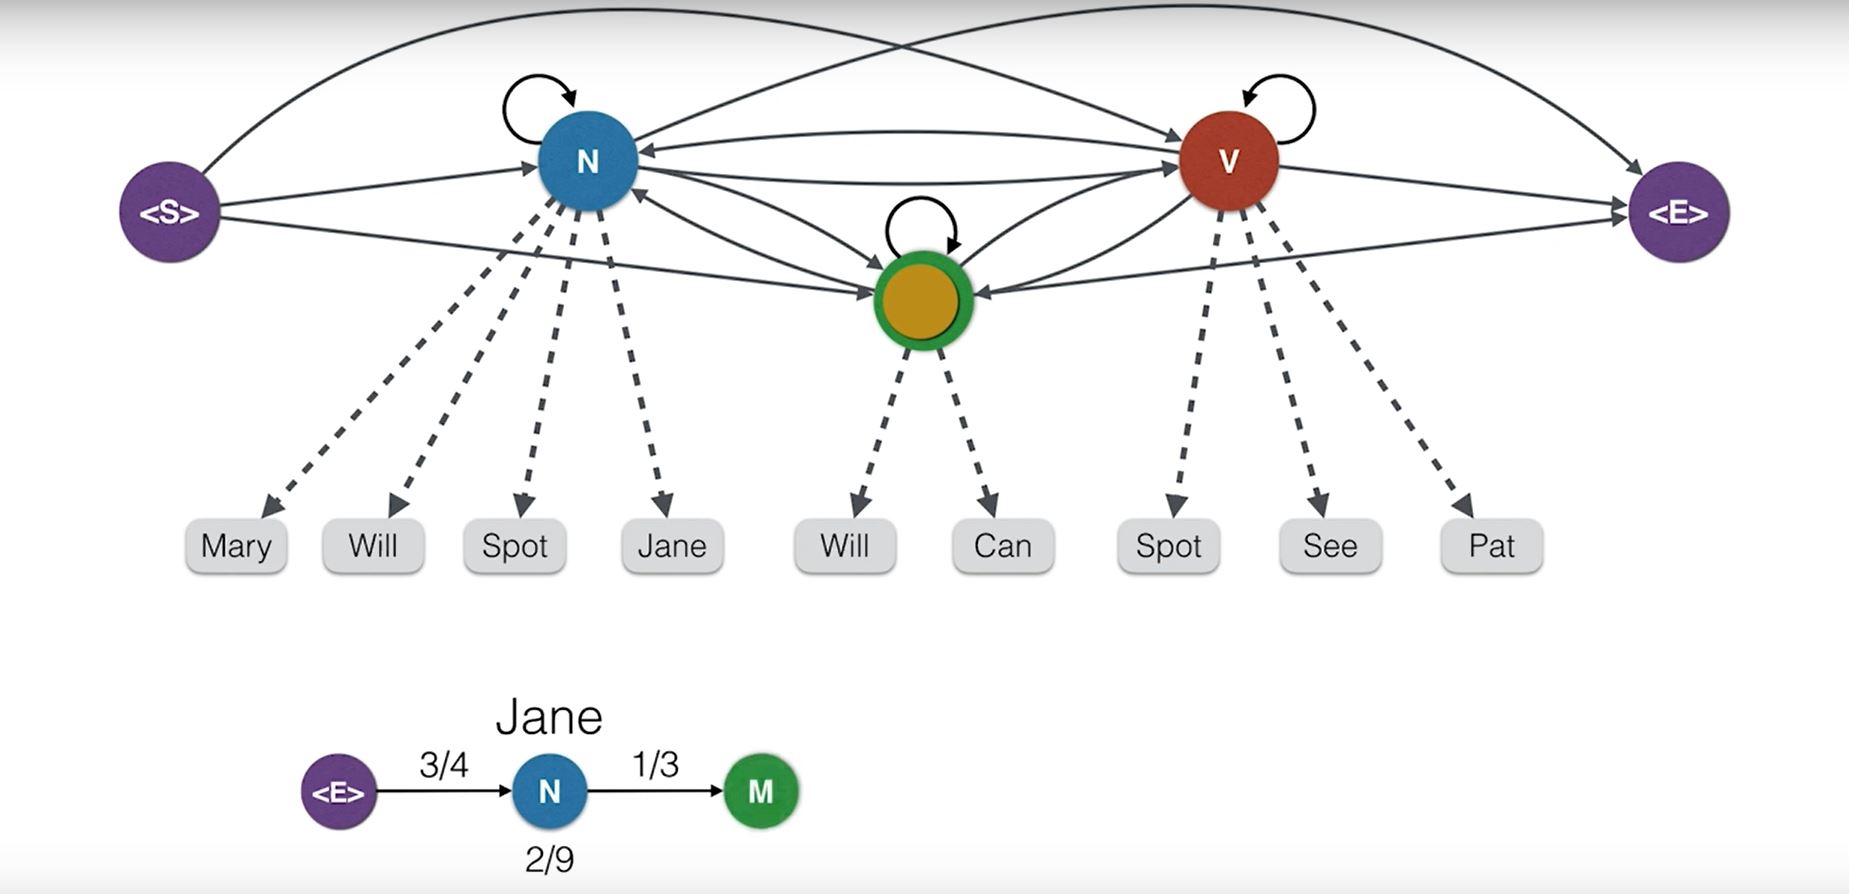 N
V
<S>
<E>
Mary
Will
Spot
Jane
Will
Can
Spot
See
Pat
Jane
3/4
1/3
<E>
N
M
2/9